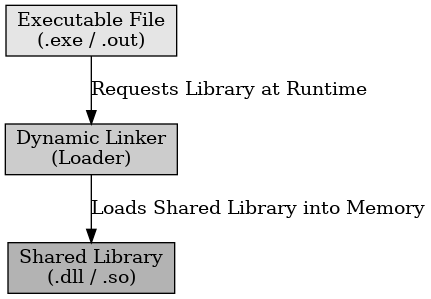 Executable File
(.exe / .out)
Requests Library at Runtime
Dynamic Linker
(Loader)
Loads Shared Library into Memory
Shared Library
(.dll / .so)